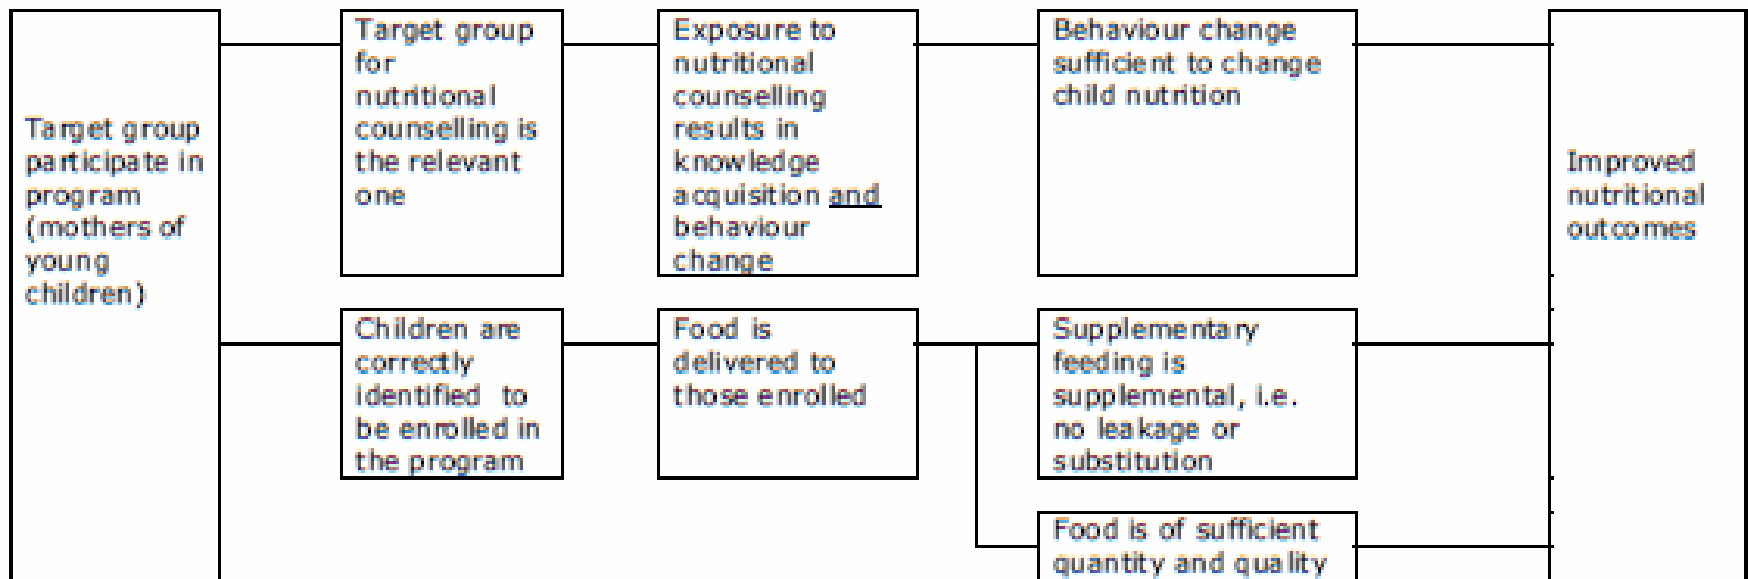 Target group
participate in
program
(mothers of
young
children)
Target group
for
nutritional
counselling is
the relevant
one
Exposure to
nutritional
counselling
results in
knowledge
acquisition and
behaviour
change
Behaviour change
sufficient to change
child nutrition
Children are
correctly
identified to
be enrolled in
the program
Food is
delivered to
those enrolled
Supplementary
feeding is
supplemental, i.e.
no leakage or
substitution
Food is of sufficient
quantity and quality
Improved
nutritional
outcomes